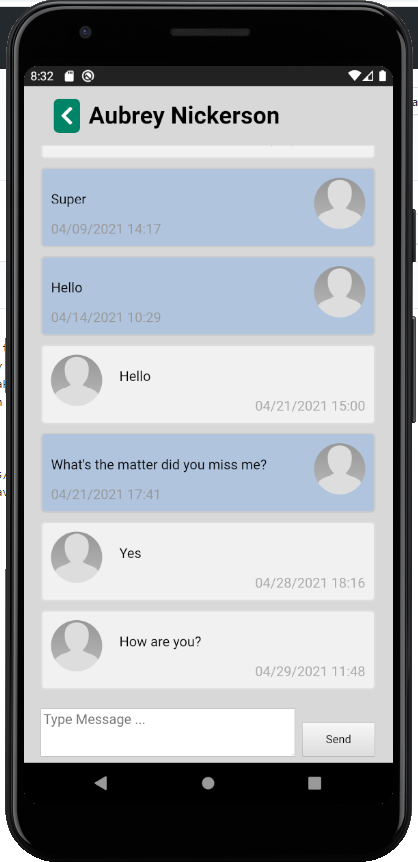 8:32
Aubrey Nickerson
Super
04/09/2021 14:17
Hello
04/14/2021 10:29
Hello
04/21/2021 15:00
What's the matter did you miss me?
04/21/2021 17:41
Yes
04/28/2021 18:16
How are you?
04/29/2021 11:48
Type Message ...
Send